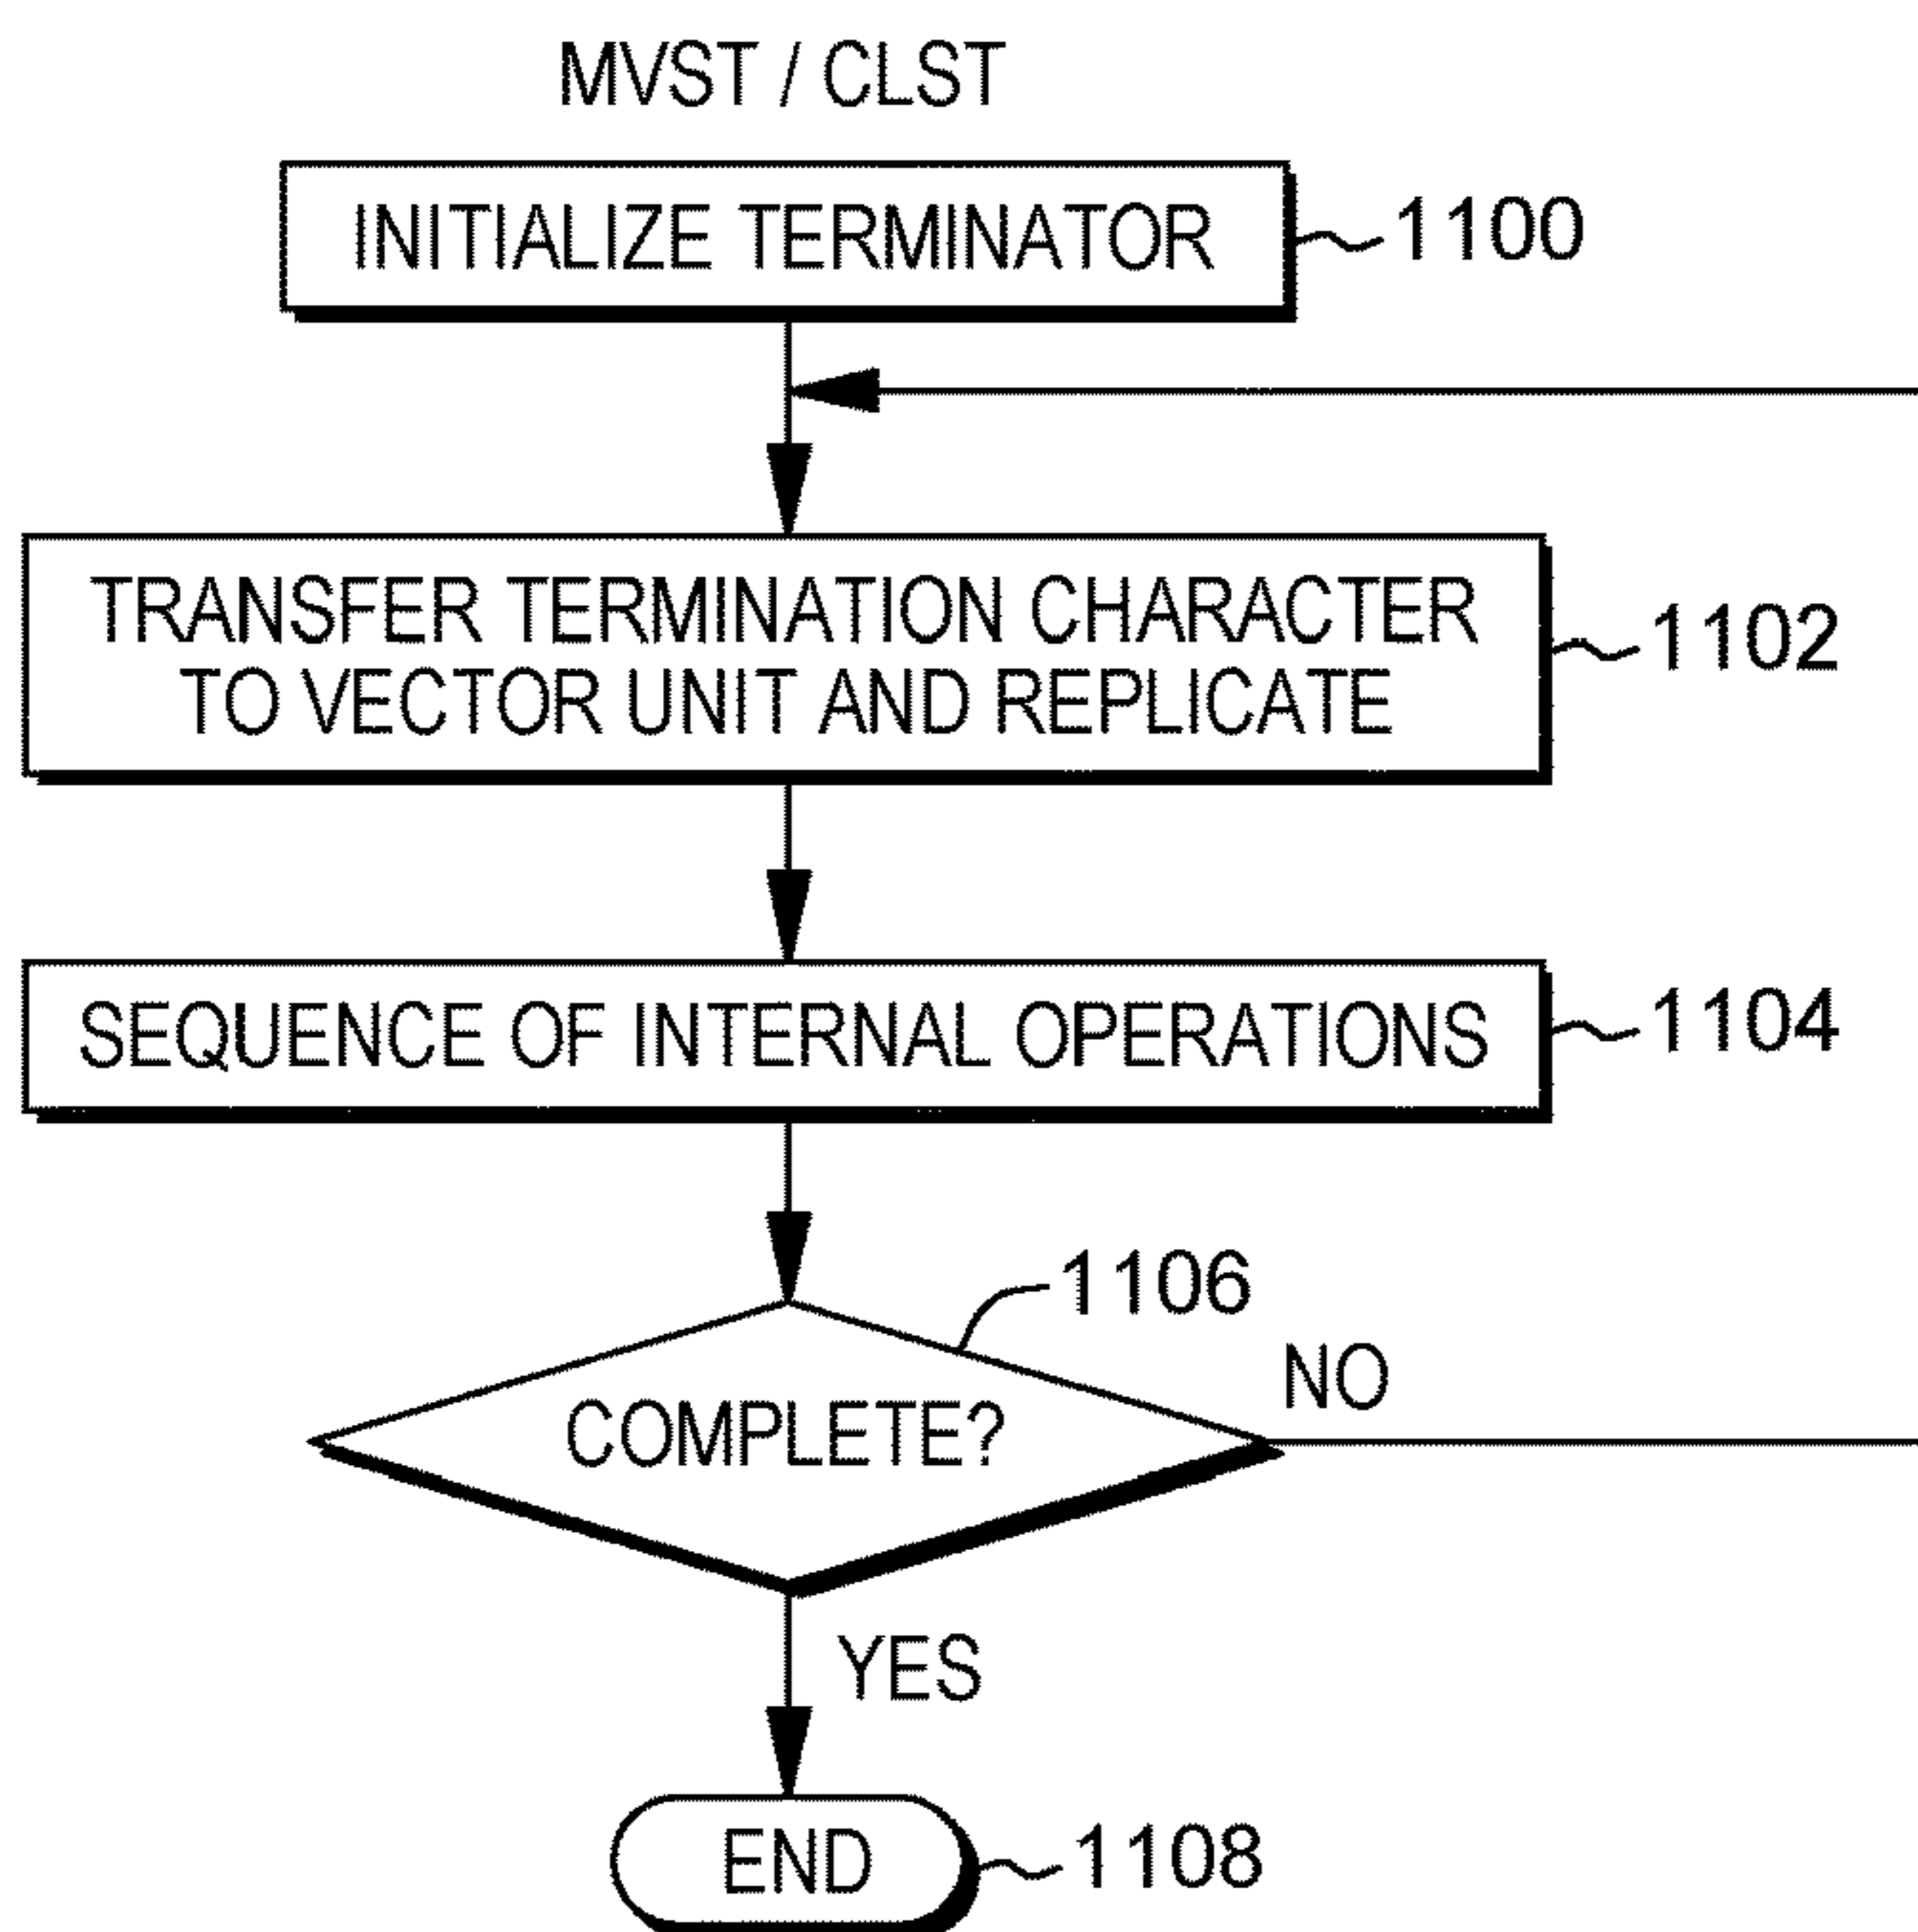 MVST / CLST
INITIALIZE TERMINATOR
1100
TRANSFER TERMINATION CHARACTER
TO VECTOR UNIT AND REPLICATE
1102
SEQUENCE OF INTERNAL OPERATIONS
1104
1106
COMPLETE?
NO
YES
END
1108